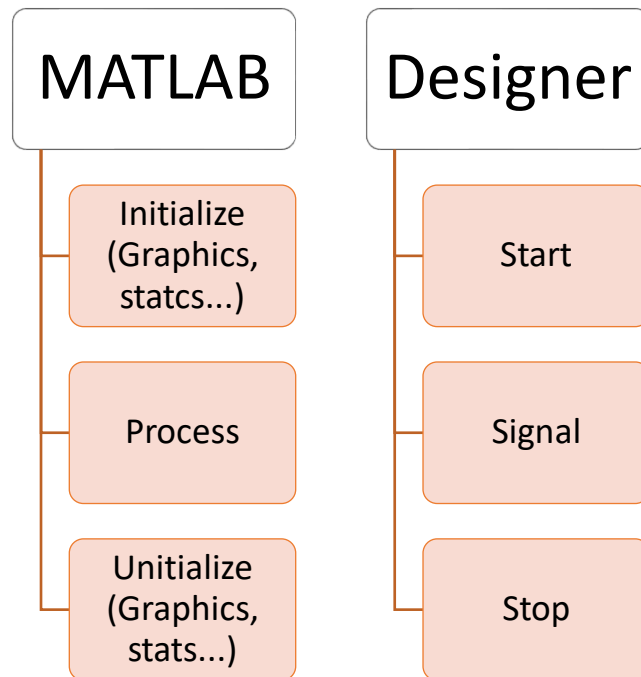 MATLAB
Initialize
(Graphics,
statcs...)
Process
Unitialize
(Graphics,
stats...)
Designer
Start
Signal
Stop